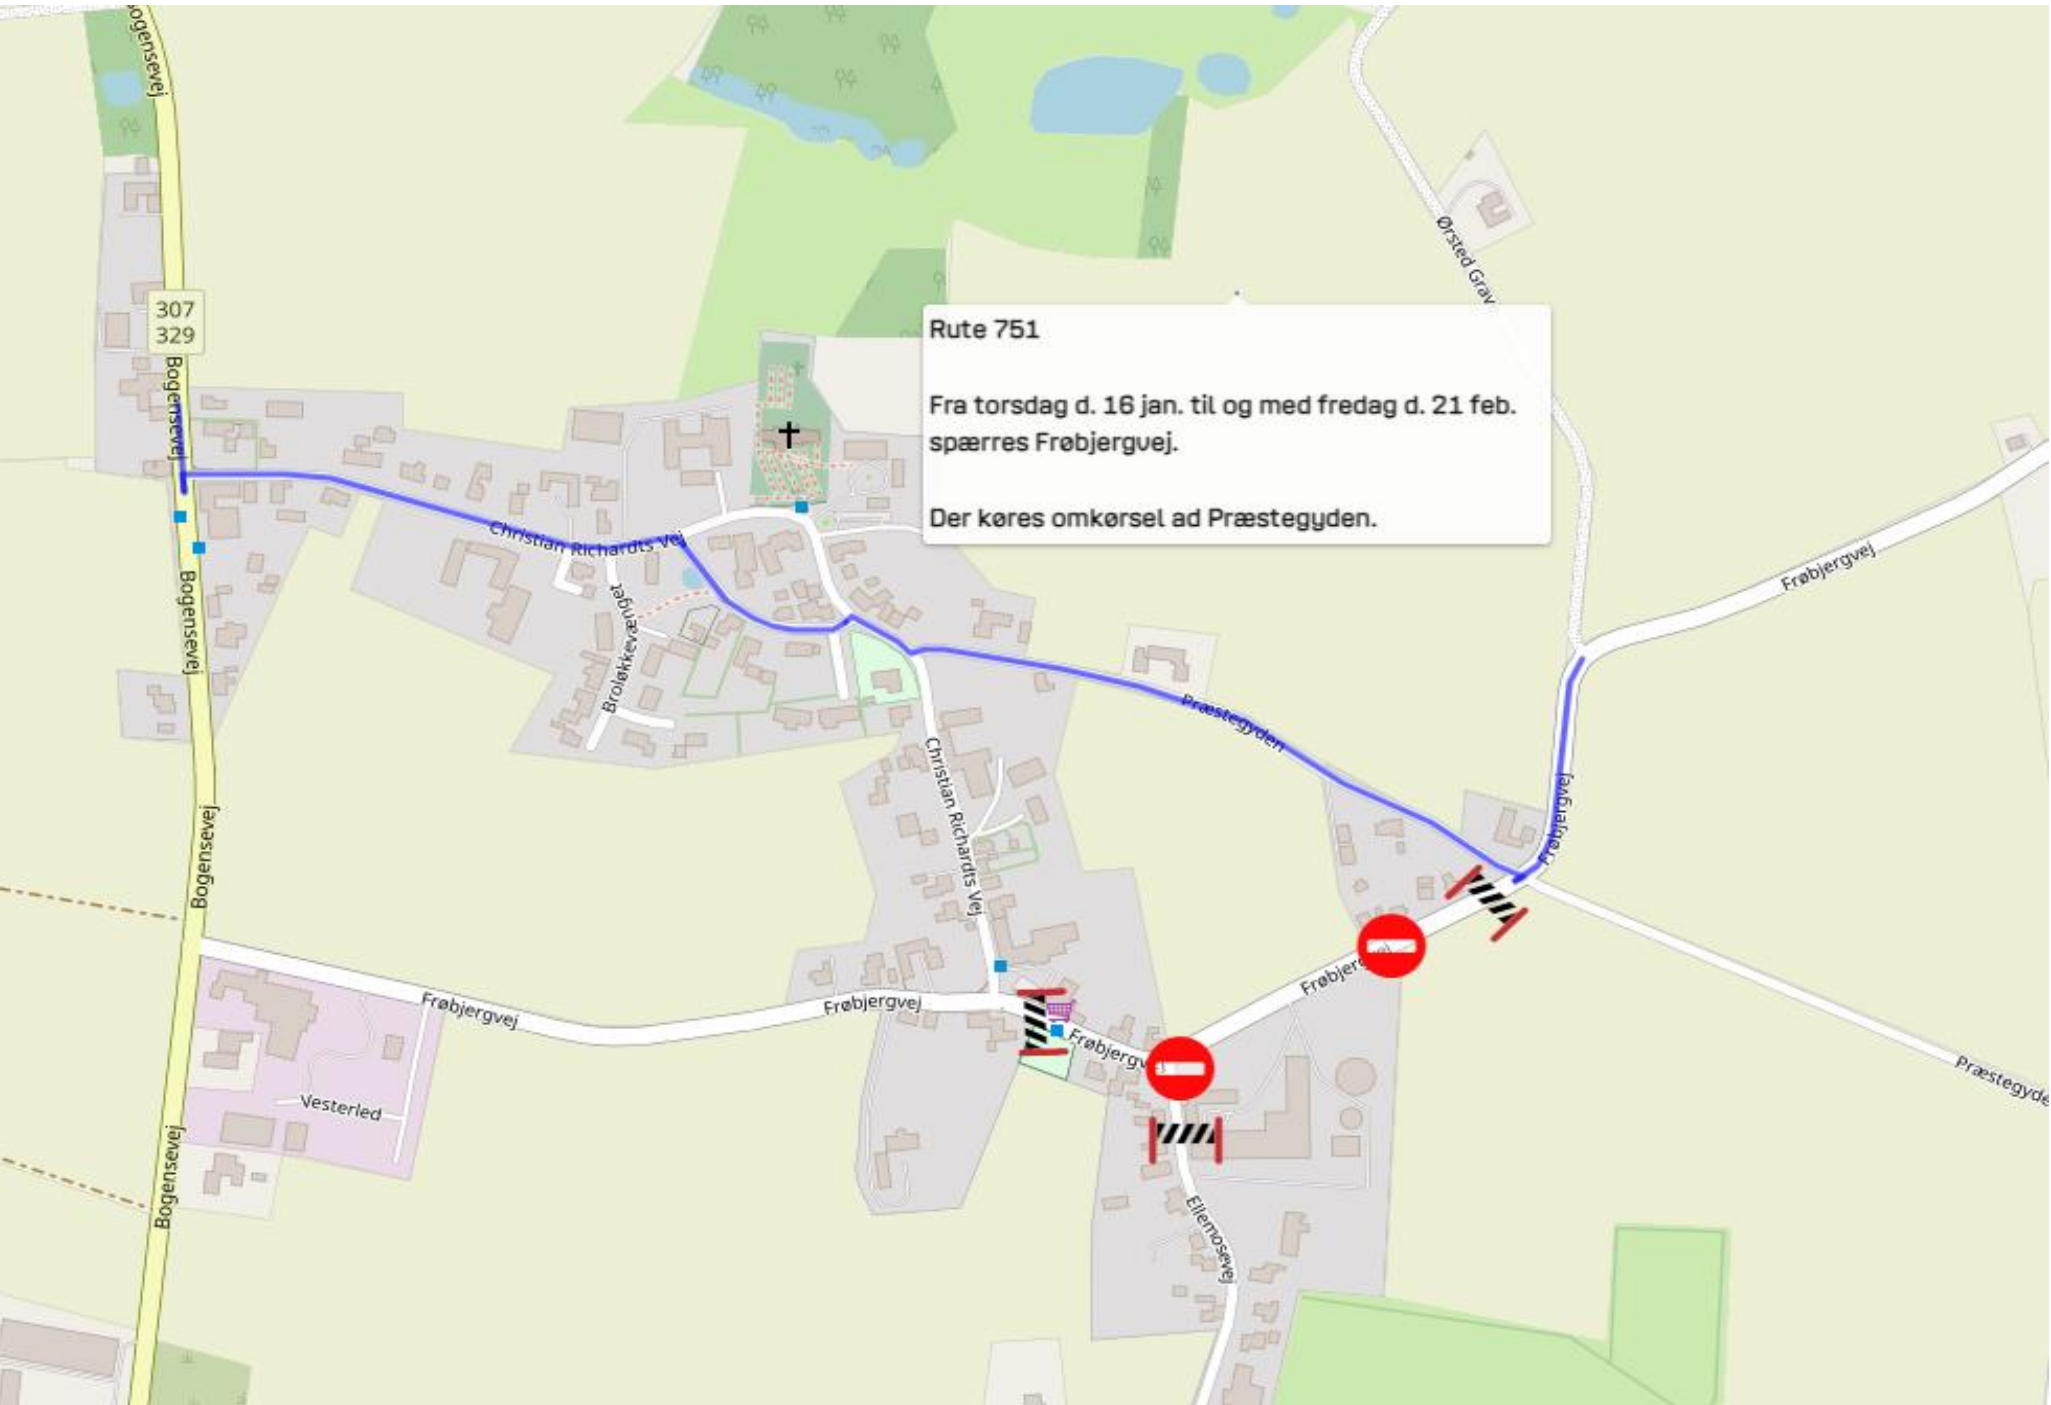 Bogensevej
307
329
Bogensevej
Ørsted Grav
Rute 751
Fra torsdag d. 16 jan. til og med fredag d. 21 feb.
spærres Frøbjergvej.
Der køres omkørsel ad Præstegyden.
Christian Richardts Vej
Frøbjergvej
Bogensevej
Broløkkevænget
Præstegyden
Christian Richardts Vej
Frøbjergvej
Bogensevej
Frøbjergvej
Frøbjergvej
Frøbjergvej
Præstegyde
Vesterled
Bogensevej
Ellemosevej